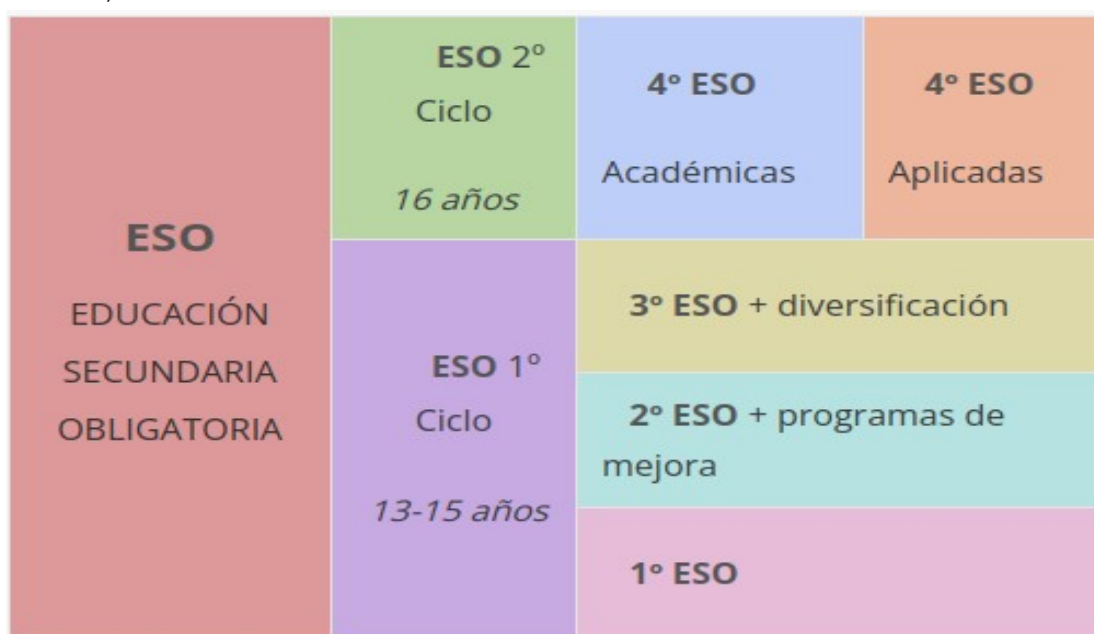 ESO
EDUCACIÓN
SECUNDARIA
OBLIGATORIA
ESO 2º
Ciclo
16 años
4º ESO
Académicas
4º ESO
Aplicadas
ESO 1º
Ciclo
13-15 años
3º ESO + diversificación
2º ESO + programas de
mejora
1º ESO